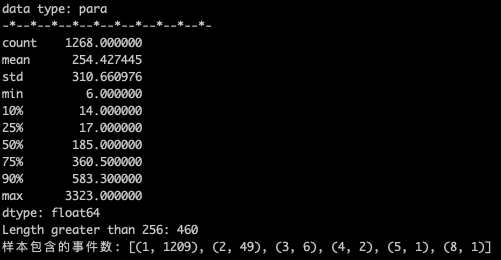 data type: para
-*--*--*--*--*--*--*--*--*--*-
count    1268.000000
mean      254.427445
std       310.660976
min         6.000000
10%        14.000000
25%        17.000000
50%       185.000000
75%       360.500000
90%       583.300000
max      3323.000000
dtype: float64
Length greater than 256: 460
样本包含的事件数: [(1, 1209), (2, 49), (3, 6), (4, 2), (5, 1), (8, 1)]